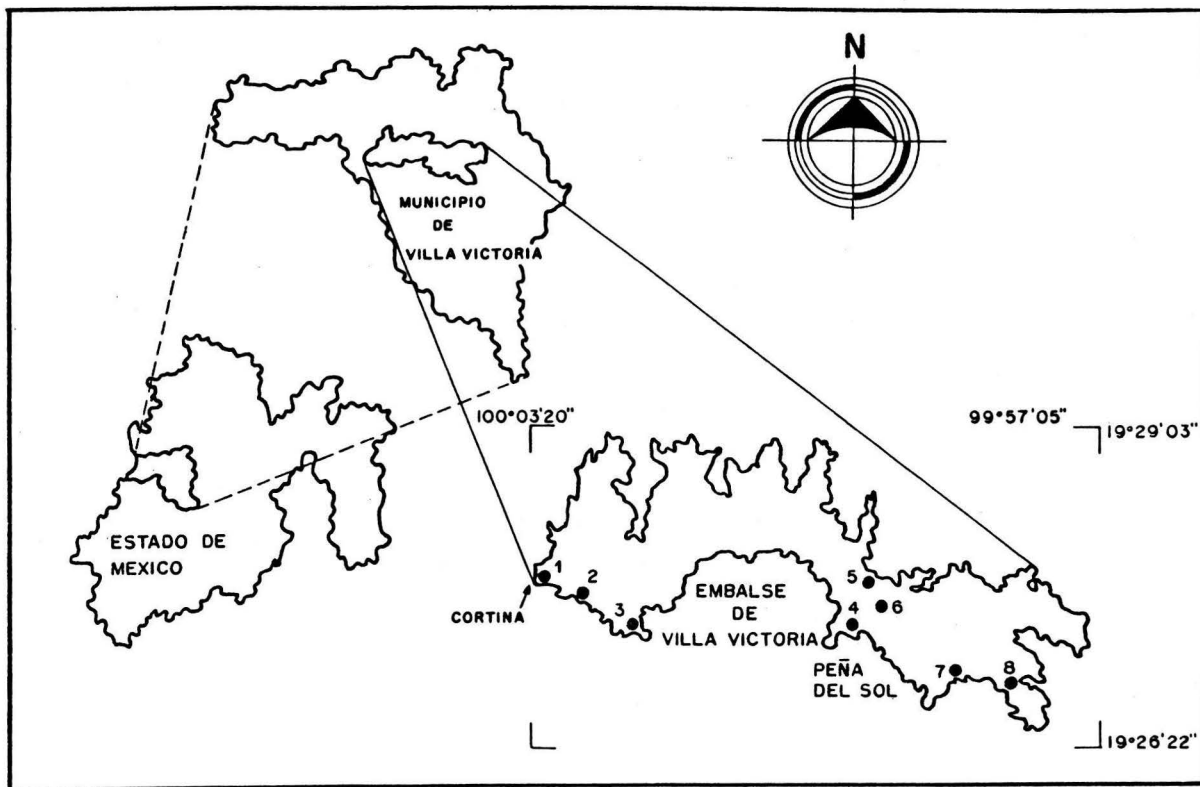 N
MUNICIPIO
DE
VILLA VICTORIA
100°03'20"
99°57'05"
19°29'03"
ESTADO DE
MEXICO
CORTINA
1
2
3
EMBALSE
DE
VILLA VICTORIA
4
5
6
PEÑA
DEL SOL
7
8
19°26'22"